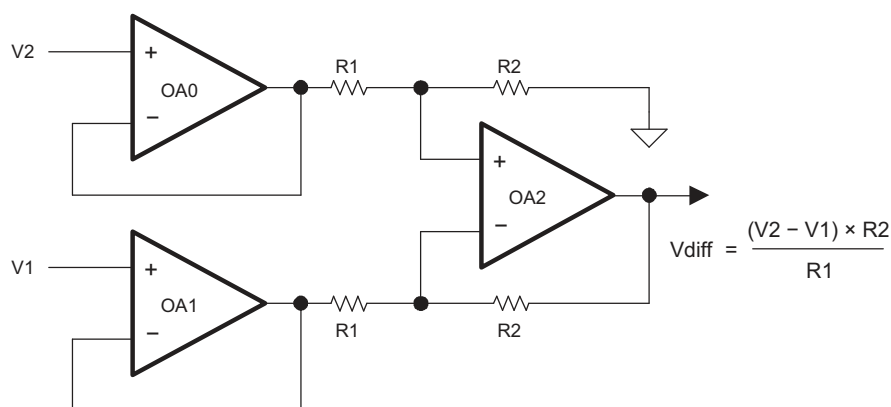 V2
+
OA0
−
R1
R2
+
OA2
−
Vdiff = (V2 − V1) × R2
R1
V1
+
OA1
−
R1
R2